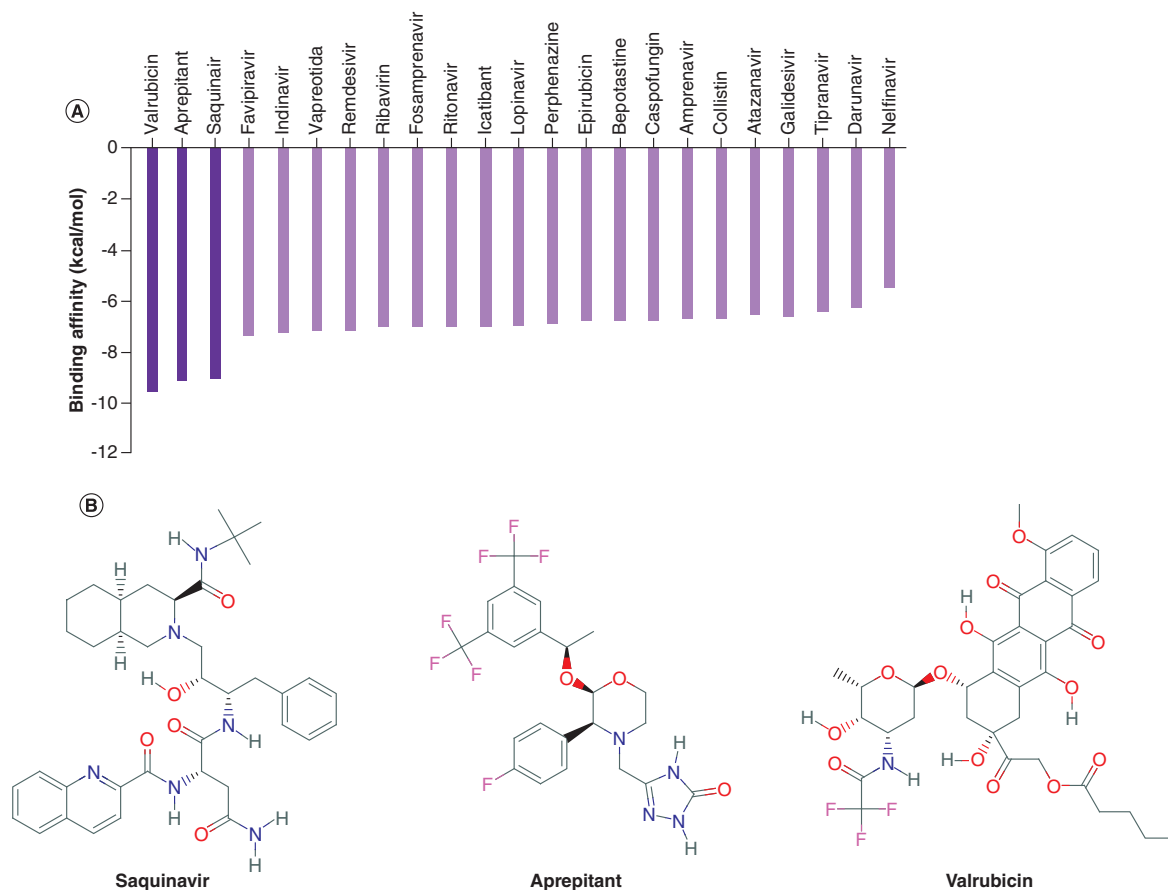 A
Valrubicin
Aprepitant
Saquinair
Favipiravir
Indinavir
Vapreotida
Remdesivir
Ribavirin
Fosamprenavir
Ritonavir
Icatibant
Lopinavir
Perphenazine
Epirubicin
Bepotastine
Caspofungin
Amprenavir
Collistin
Atazanavir
Galidesivir
Tipranavir
Darunavir
Nelfinavir
Binding affinity (kcal/mol)
0
-2
-4
-6
-8
-10
-12
B
H
N
H
O
N
H
H
O
O
N
H
O
N
N
H
O
N
H
H
Saquinavir
F
F
F
F
F
F
O
O
N
F
H
N
O
N
N
H
Aprepitant
O
O
H
O
O
O
O
O
H
H
O
N
H
O
F
F
F
H
O
O
O
O
Valrubicin